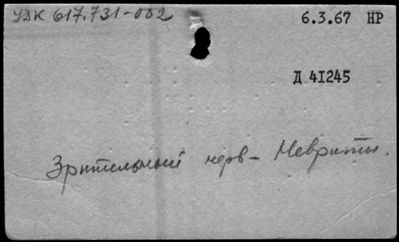 УДК 617.731-002
6.3.67 НР
Д 41245
Зрительный нерв - Невриты.